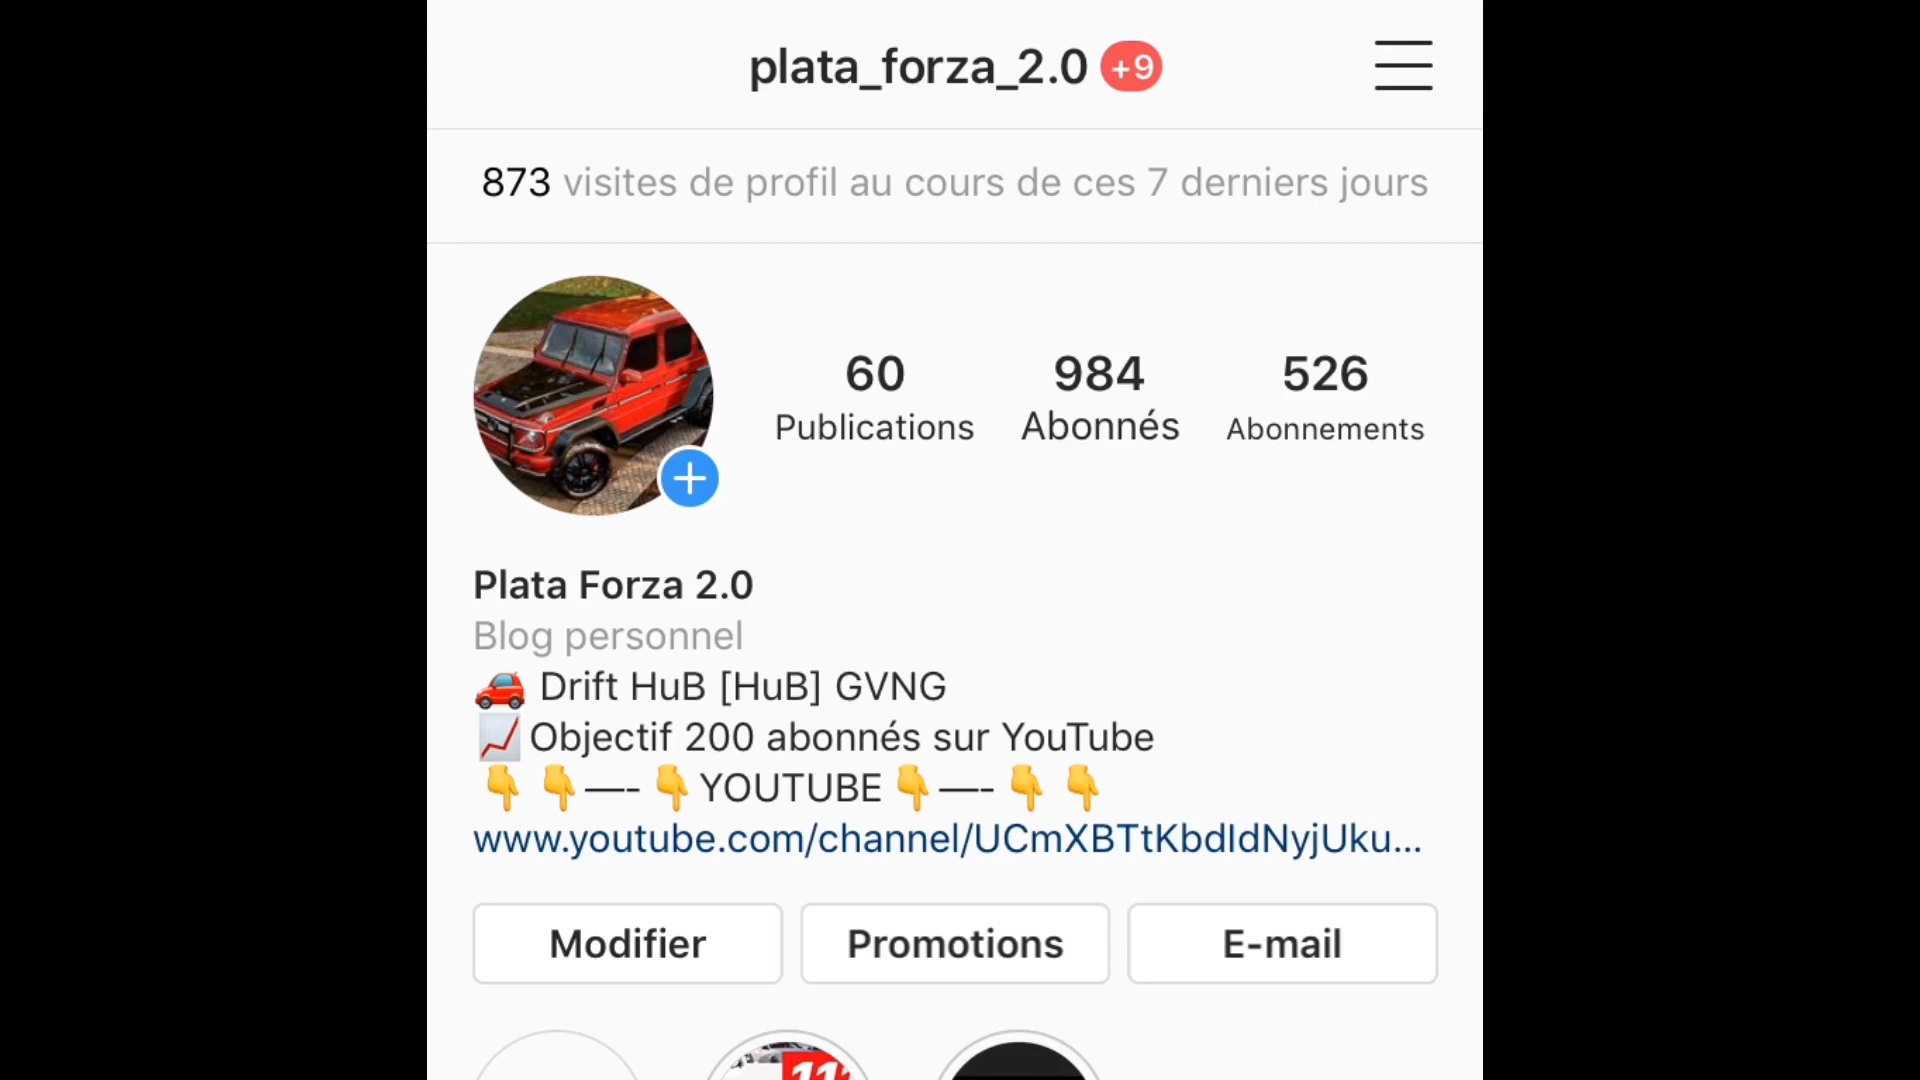 plata_forza_2.0 +9
873 visites de profil au cours de ces 7 derniers jours
60 984 526
Publications Abonnés Abonnements
Plata Forza 2.0
Blog personnel
🚗 Drift HuB [HuB] GVNG
📈 Objectif 200 abonnés sur YouTube
👇 👇 —- 👇 YOUTUBE 👇 —- 👇 👇
www.youtube.com/channel/UCmXBTtKbdIdNyjUku...
Modifier Promotions E-mail